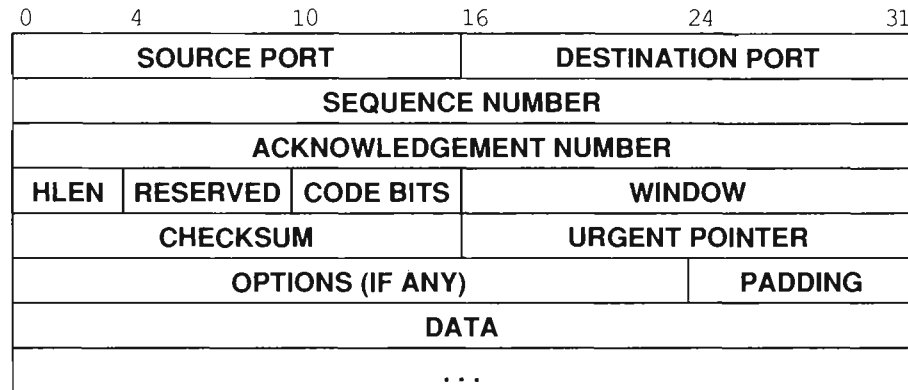 0 4 10 16 24 31
SOURCE PORT DESTINATION PORT
SEQUENCE NUMBER
ACKNOWLEDGEMENT NUMBER
HLEN RESERVED CODE BITS WINDOW
CHECKSUM URGENT POINTER
OPTIONS (IF ANY) PADDING
DATA
...